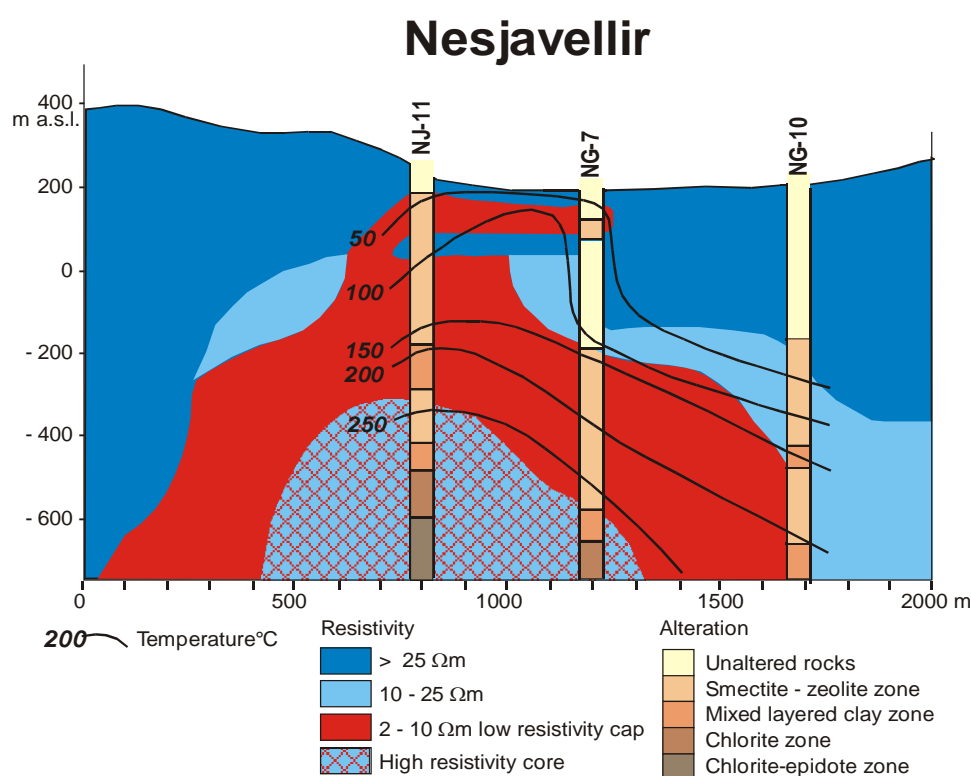 Nesjavellir
400
m a.s.l.
200
0
- 200
- 400
- 600
NJ-11
NG-7
NG-10
50
100
150
200
250
0
500
1000
1500
2000 m
200 Temperature°C
Resistivity
> 25 Ωm
10 - 25 Ωm
2 - 10 Ωm low resistivity cap
High resistivity core
Alteration
Unaltered rocks
Smectite - zeolite zone
Mixed layered clay zone
Chlorite zone
Chlorite-epidote zone